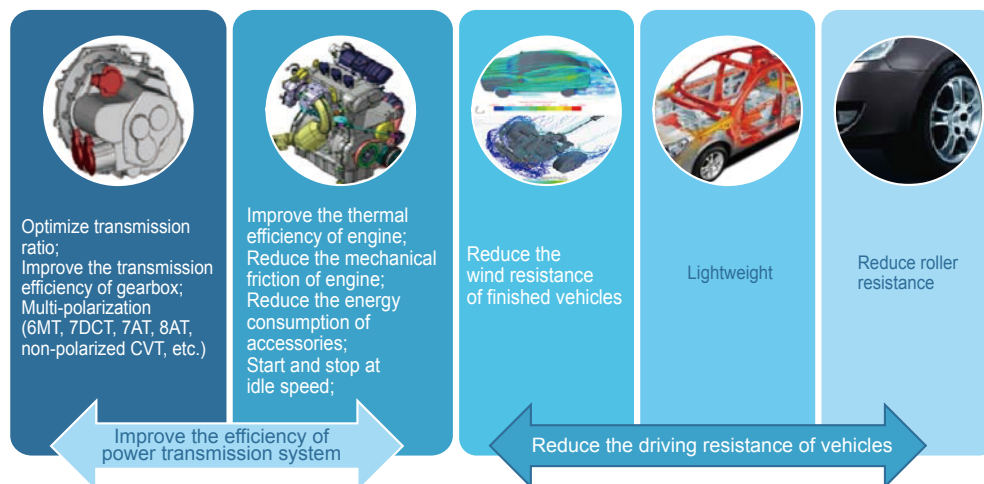 Optimize transmission
ratio;
Improve the transmission
efficiency of gearbox;
Multi-polarization
(6MT, 7DCT, 7AT, 8AT,
non-polarized CVT, etc.)
Improve the thermal
efficiency of engine;
Reduce the mechanical
friction of engine;
Reduce the energy
consumption of
accessories;
Start and stop at
idle speed;
Reduce the
wind resistance
of finished vehicles
Lightweight
Reduce roller
resistance
Improve the efficiency of
power transmission system
Reduce the driving resistance of vehicles